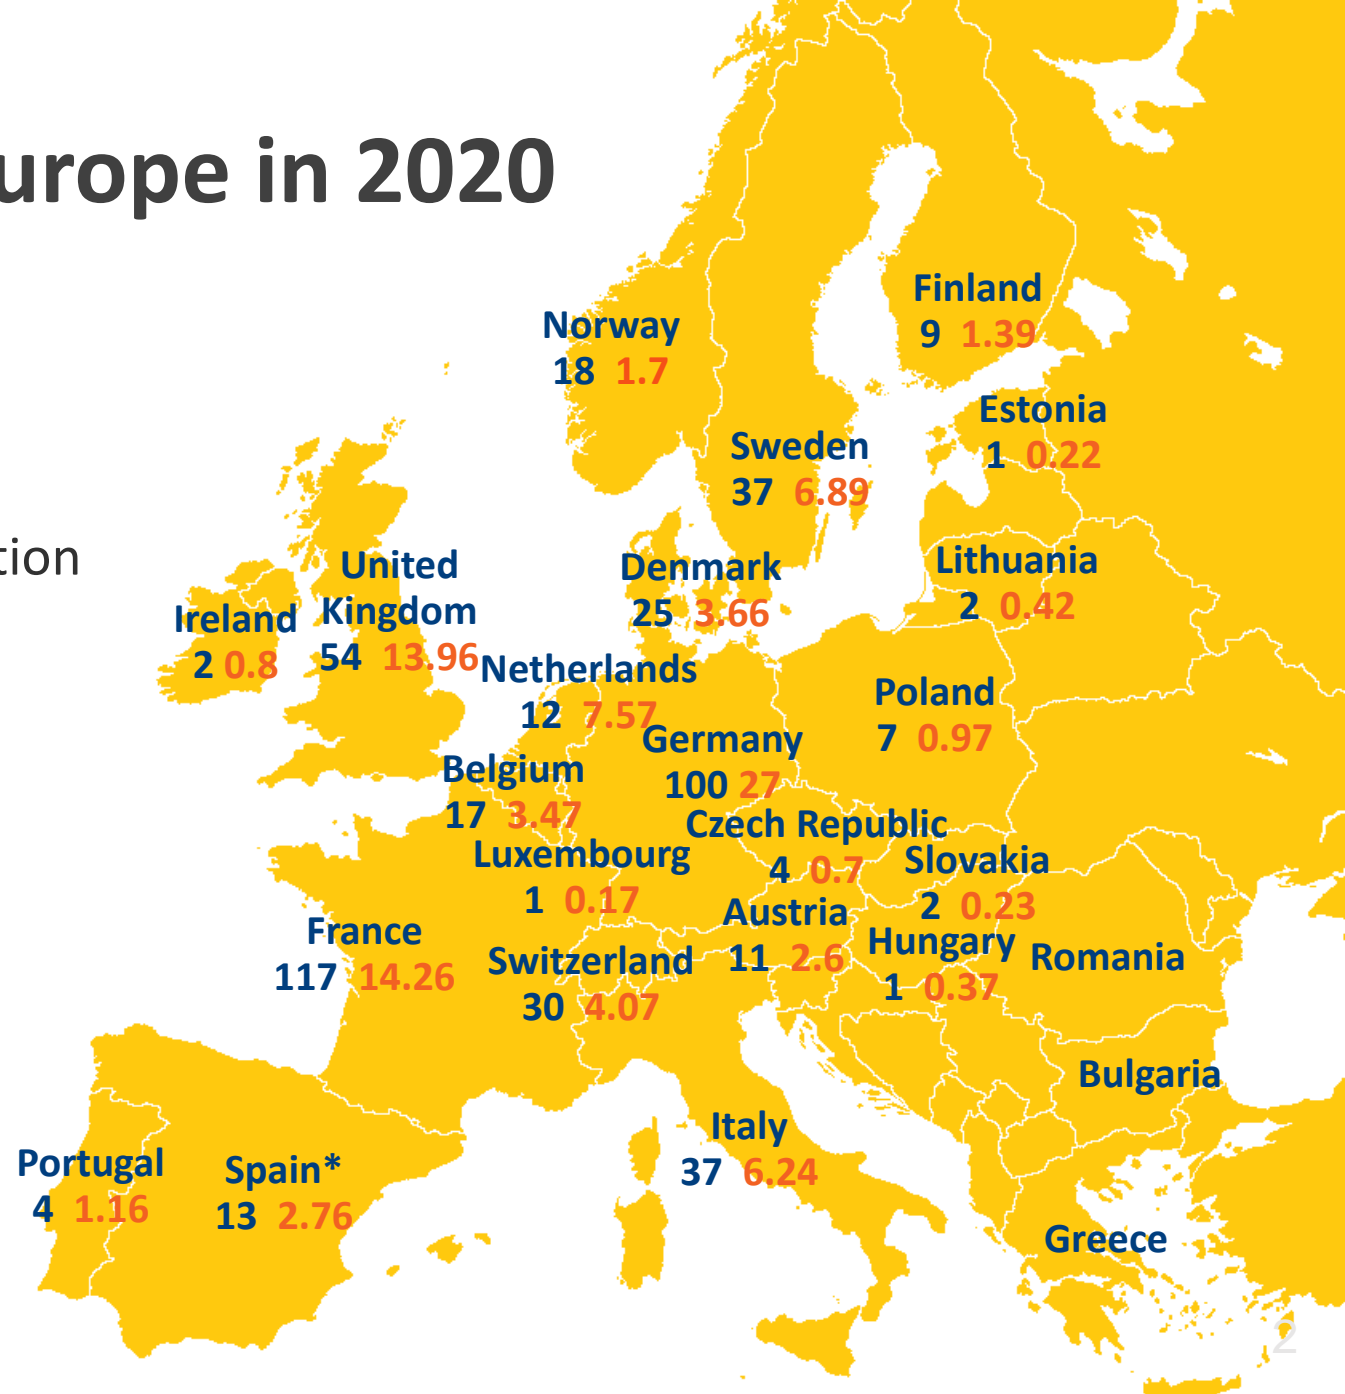 urope in 2020
tion
Finland
9 1.39
Norway
18 1.7
Estonia
1 0.22
Sweden
37 6.89
United
Kingdom
54 13.96
Ireland
2 0.8
Denmark
25 3.66
Lithuania
2 0.42
Netherlands
12 7.57
Poland
7 0.97
Germany
100 27
Belgium
17 3.47
Czech Republic
4 0.7
Slovakia
2 0.23
Luxembourg
1 0.17
Austria
11 2.6
France
117 14.26
Switzerland
30 4.07
Hungary
1 0.37
Romania
Bulgaria
Italy
37 6.24
Portugal
4 1.16
Spain*
13 2.76
Greece
2